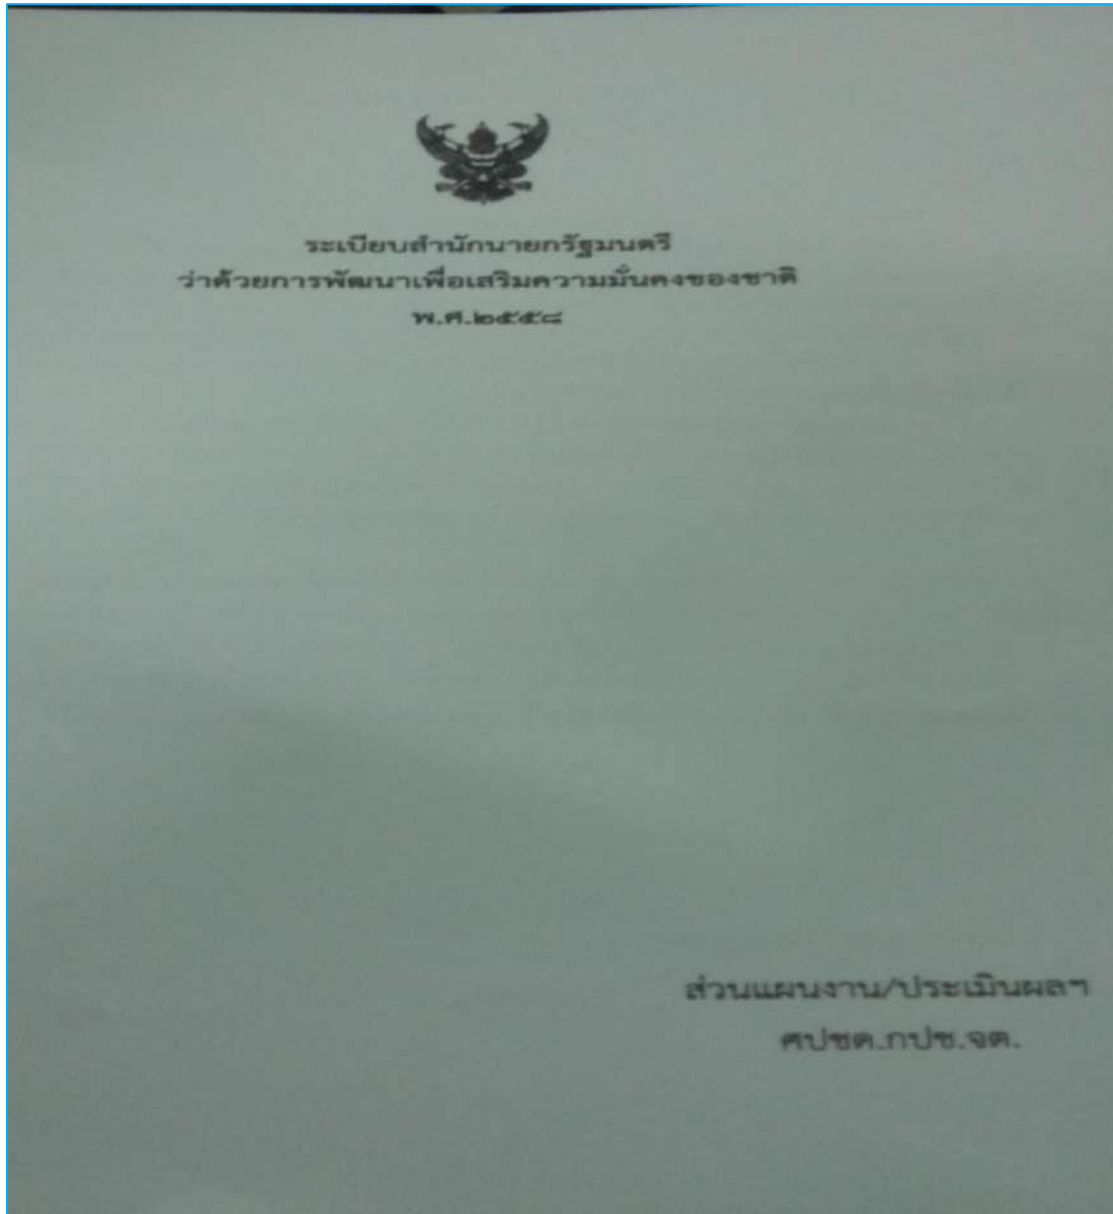 ระเบียบสำนักนายกรัฐมนตรี
ว่าด้วยการพัฒนาเพื่อเสริมความมั่นคงของชาติ
พ.ศ.๒๕๕๘
ส่วนแผนงาน/ประเมินผลฯ
ศปชด.กปช.จต.